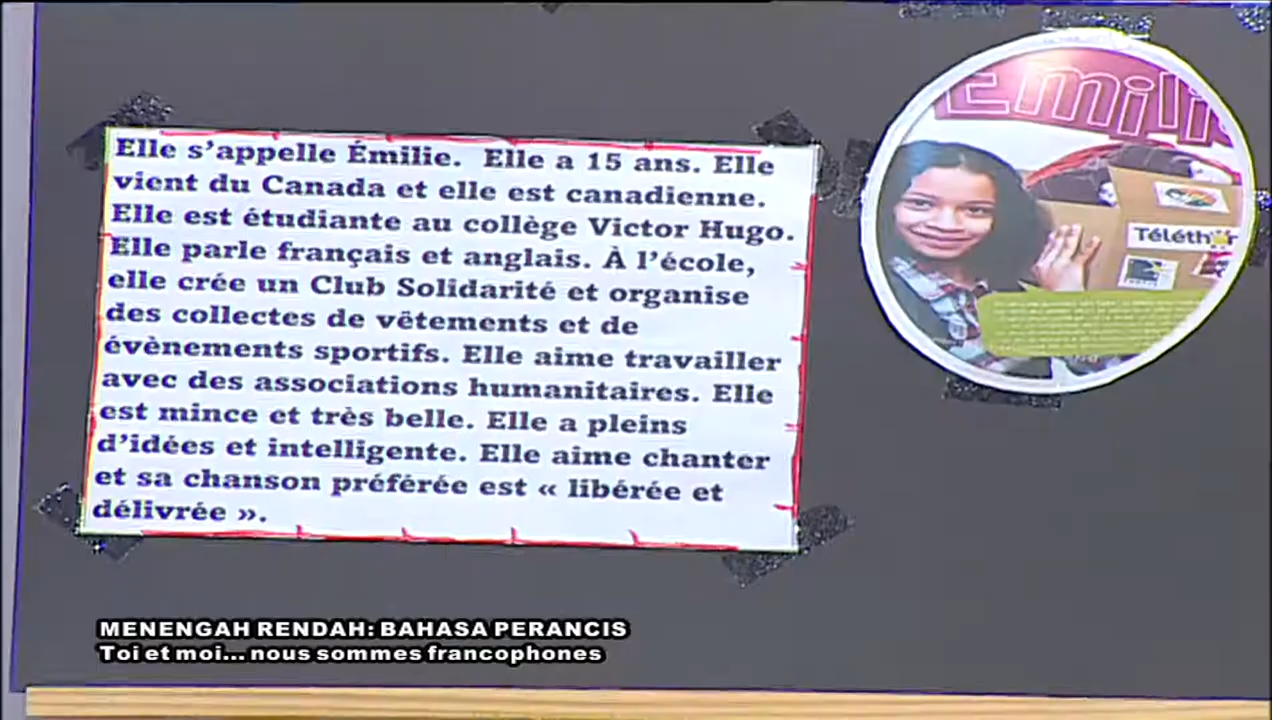 Elle s'appelle Émilie. Elle a 15 ans. Elle
vient du Canada et elle est canadienne.
Elle est étudiante au collège Victor Hugo.
Elle parle français et anglais. À l'école,
elle crée un Club Solidarité et organise
des collectes de vêtements et de
évènements sportifs. Elle aime travailler
avec des associations humanitaires. Elle
est mince et très belle. Elle a pleins
d'idées et intelligente. Elle aime chanter
et sa chanson préférée est « libérée et
délivrée ».
Émili
MENENGAH RENDAH: BAHASA PERANCIS
Toi et moi... nous sommes francophones